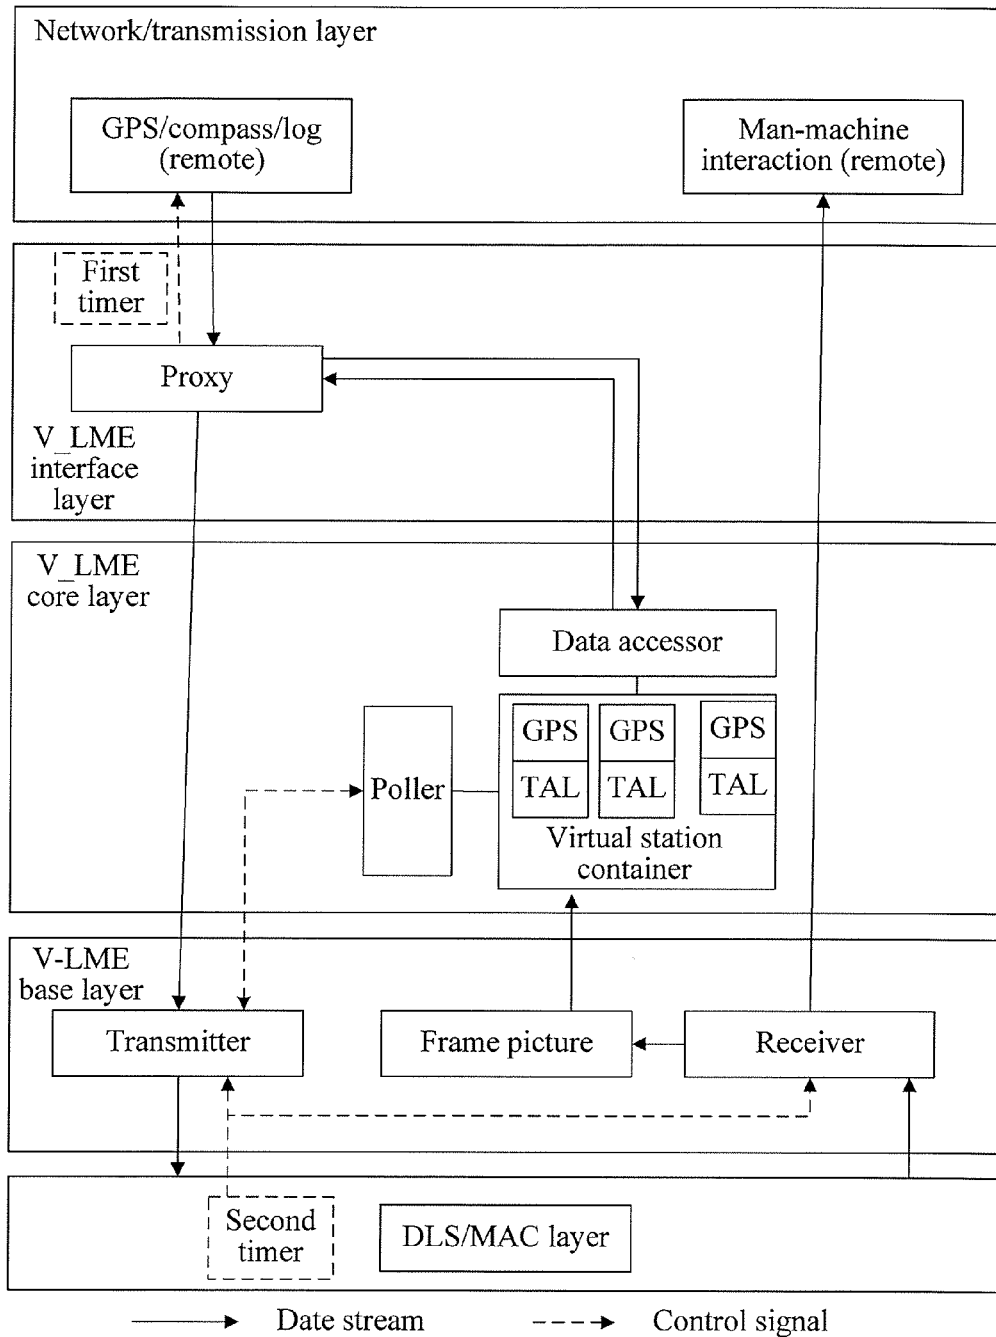 Network/transmission layer
GPS/compass/log
(remote)
Man-machine
interaction (remote)
First
timer
Proxy
V_LME
interface
layer
V_LME
core layer
Data accessor
GPS
GPS
GPS
TAL
TAL
TAL
Poller
Virtual station
container
V-LME
base layer
Transmitter
Frame picture
Receiver
Second
timer
DLS/MAC layer
Date stream
Control signal